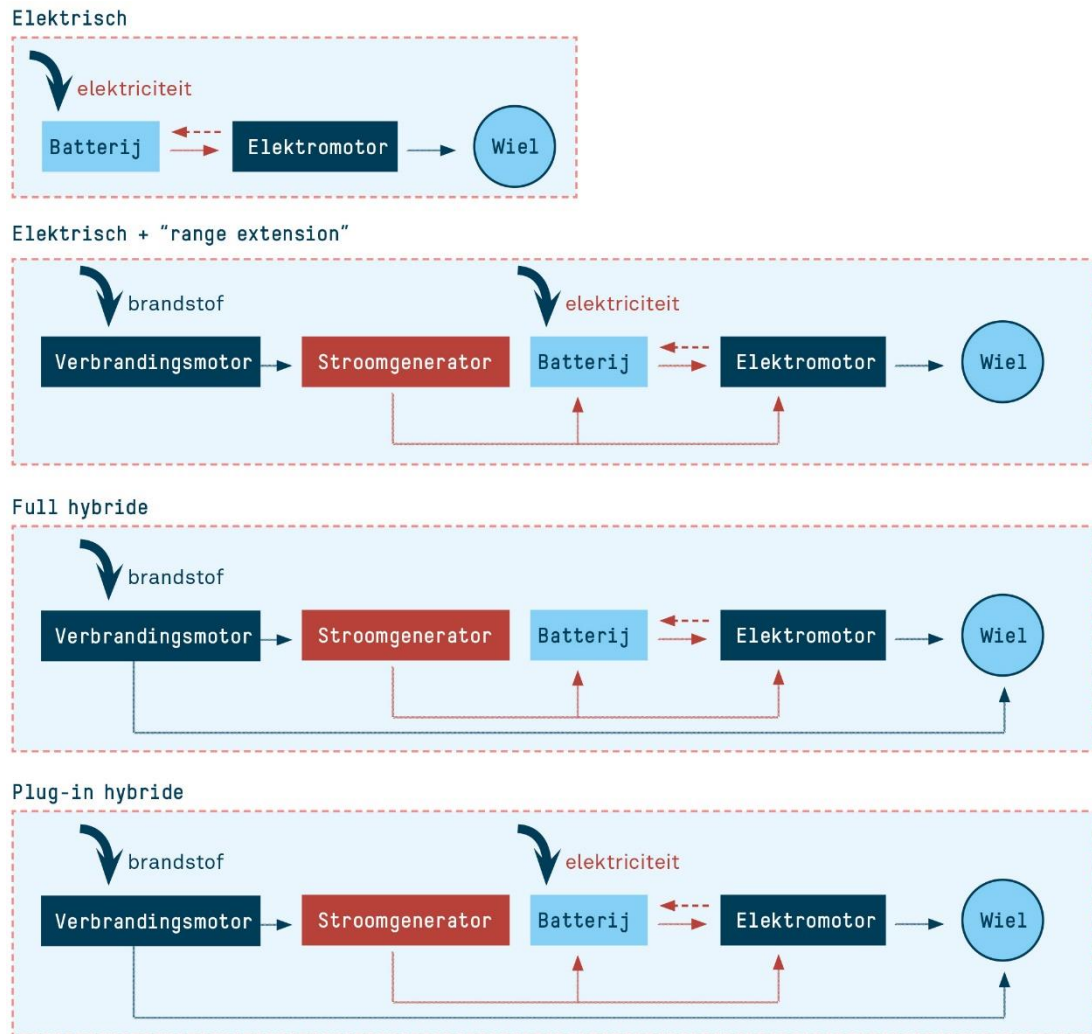 Elektrisch
elektriciteit
Batterij Elektromotor Wiel
Elektrisch + “range extension”
brandstof elektriciteit
Verbrandingsmotor Stroomgenerator Batterij Elektromotor Wiel
Full hybride
brandstof
Verbrandingsmotor Stroomgenerator Batterij Elektromotor Wiel
Plug-in hybride
brandstof elektriciteit
Verbrandingsmotor Stroomgenerator Batterij Elektromotor Wiel